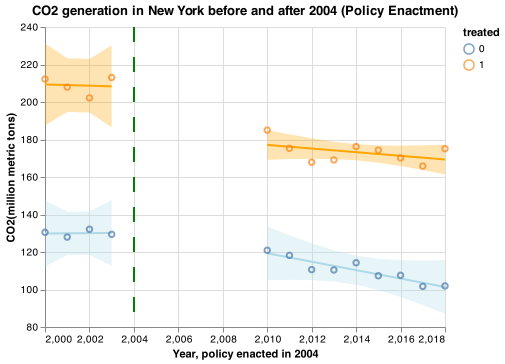 CO2 generation in New York before and after 2004 (Policy Enactment)
treated
0
1
CO2(million metric tons)
240
220
200
180
160
140
120
100
80
2,000 2,002 2,004 2,006 2,008 2,010 2,012 2,014 2,016 2,018
Year, policy enacted in 2004